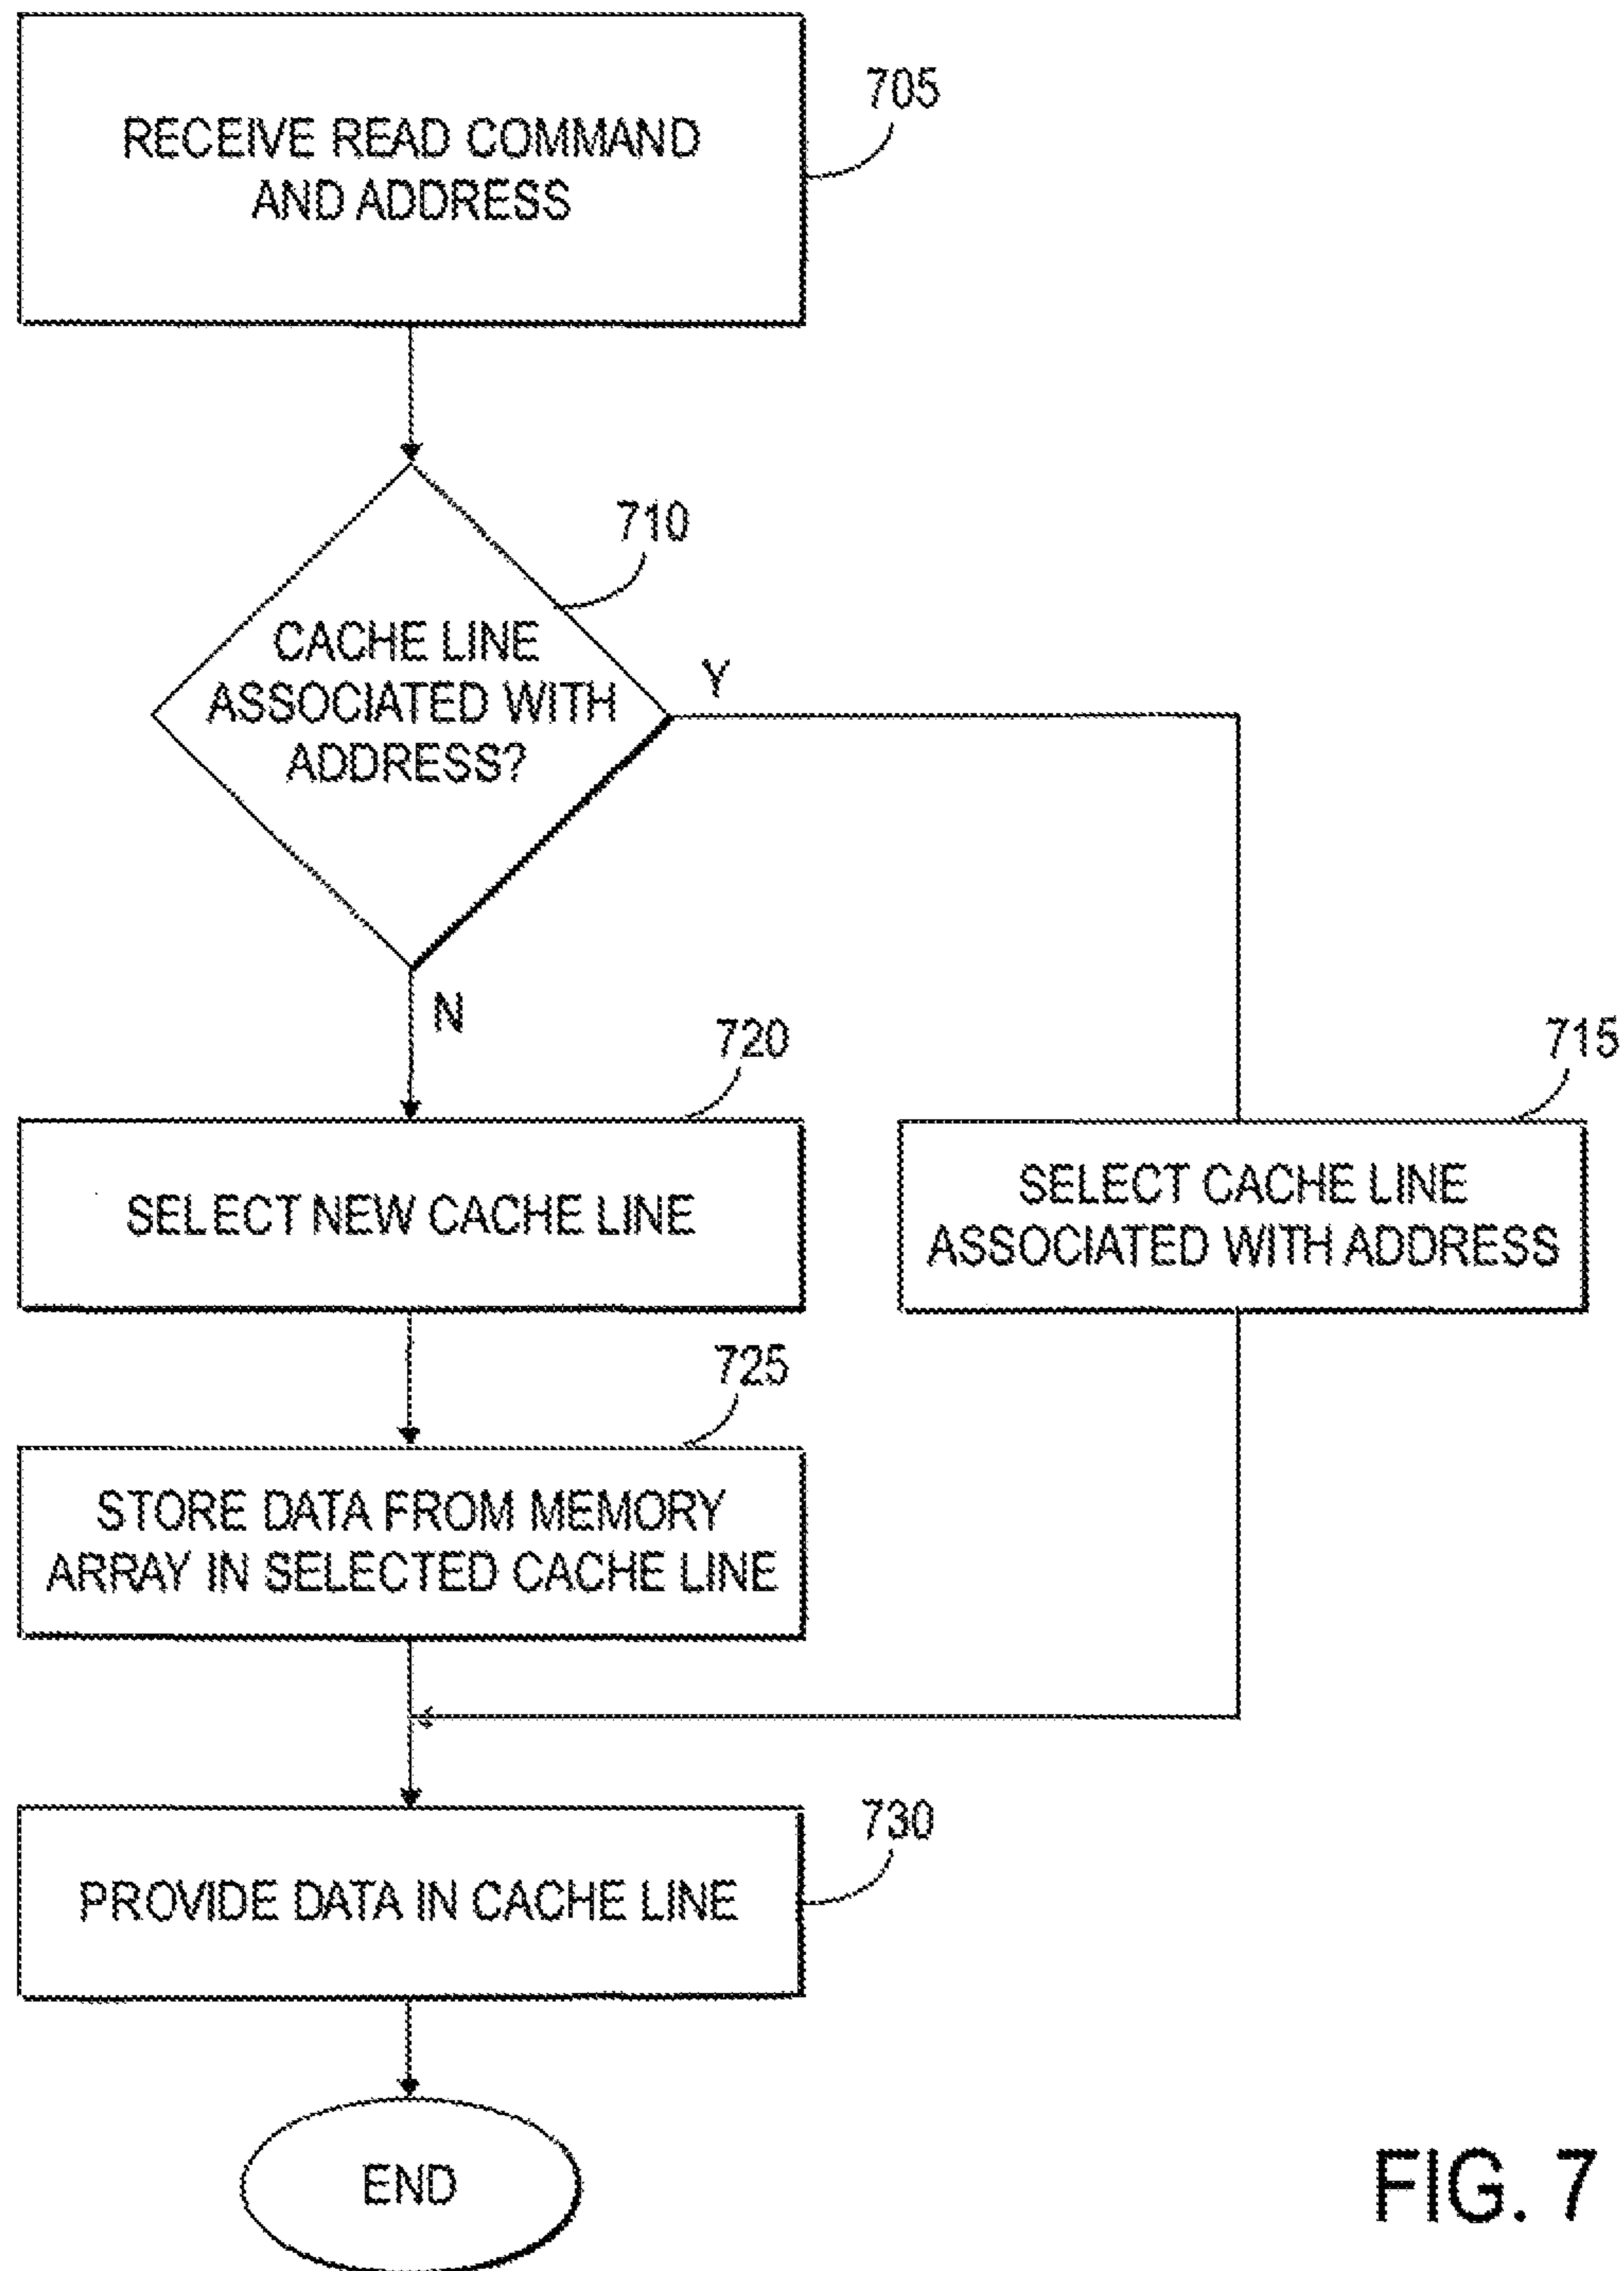 RECEIVE READ COMMAND
AND ADDRESS
705
710
CACHE LINE
ASSOCIATED WITH
ADDRESS?
Y
N
720
SELECT NEW CACHE LINE
715
SELECT CACHE LINE
ASSOCIATED WITH ADDRESS
725
STORE DATA FROM MEMORY
ARRAY IN SELECTED CACHE LINE
730
PROVIDE DATA IN CACHE LINE
END
FIG. 7